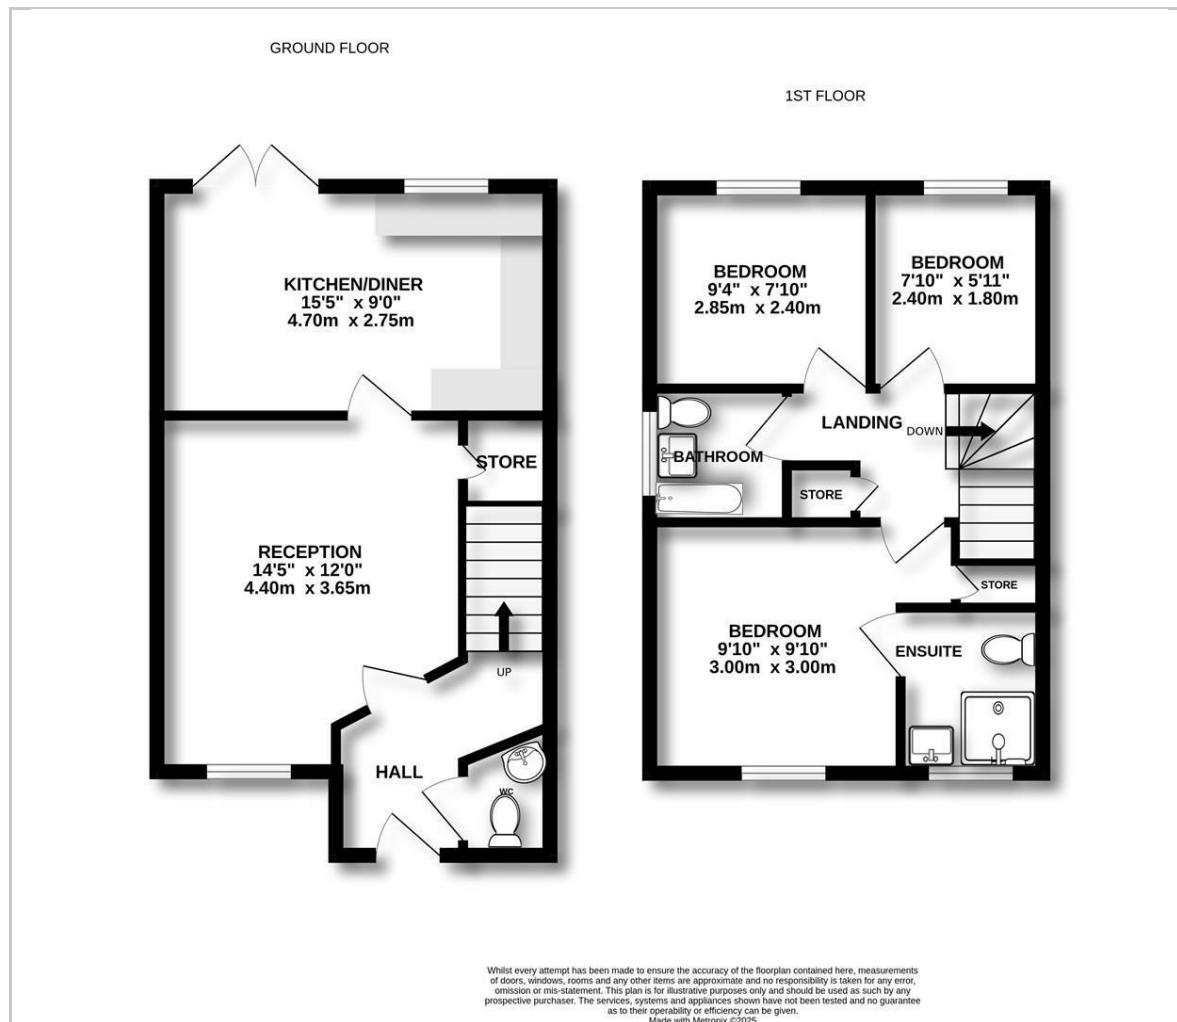 GROUND FLOOR
1ST FLOOR
KITCHEN/DINER
15'5" x 9'0"
4.70m x 2.75m
STORE
RECEPTION
14'5" x 12'0"
4.40m x 3.65m
UP
HALL
WC
BEDROOM
9'4" x 7'10"
2.85m x 2.40m
BEDROOM
7'10" x 5'11"
2.40m x 1.80m
LANDING
DOWN
BATHROOM
STORE
STORE
BEDROOM
9'10" x 9'10"
3.00m x 3.00m
ENSUITE
Whilst every attempt has been made to ensure the accuracy of the floorplan contained here, measurements
of doors, windows, rooms and any other items are approximate and no responsibility is taken for any error,
omission or mis-statement. This plan is for illustrative purposes only and should be used as such by any
prospective purchaser. The services, systems and appliances shown have not been tested and no guarantee
as to their operability or efficiency can be given.
Made with Metropix ©2025